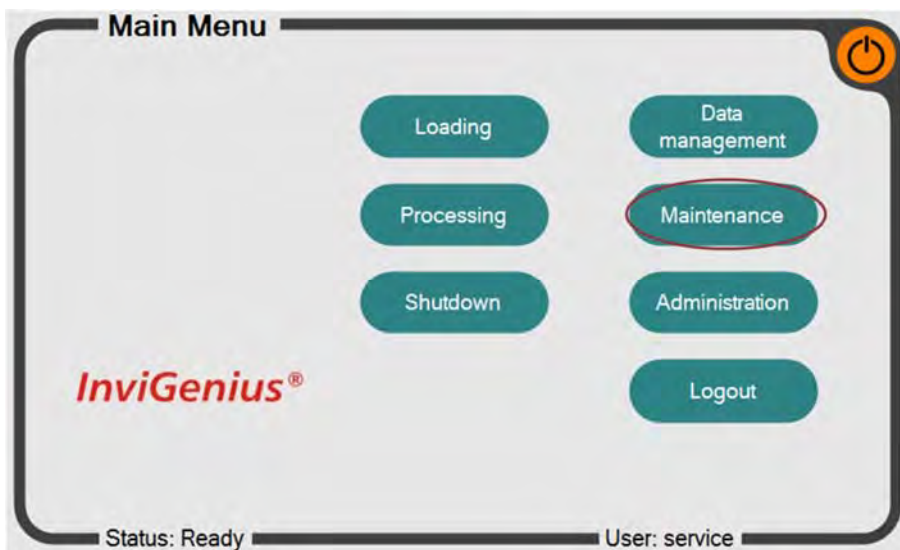 Main Menu
Loading
Data
management
Processing
Maintenance
Shutdown
Administration
InviGenius®
Logout
Status: Ready
User: service